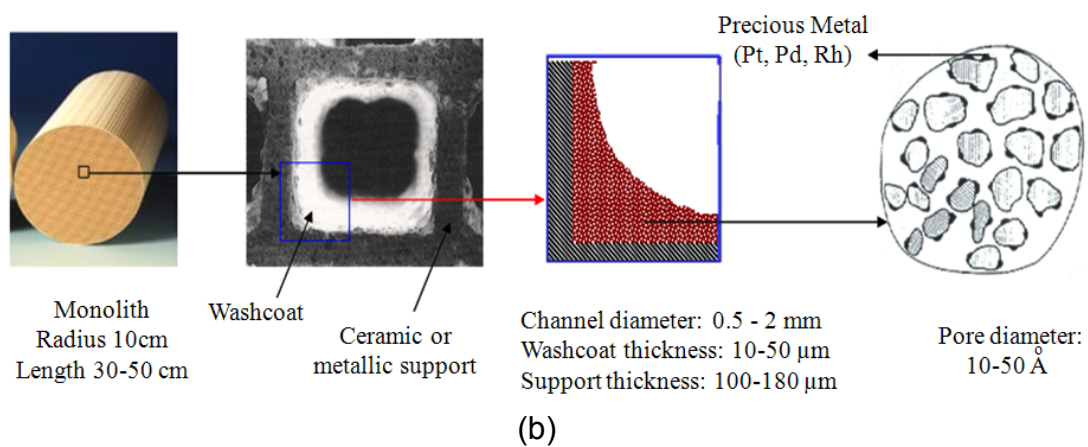 Precious Metal
(Pt, Pd, Rh)
Monolith
Radius 10cm
Length 30-50 cm
Washcoat
Ceramic or
metallic support
Channel diameter: 0.5 - 2 mm
Washcoat thickness: 10-50 µm
Support thickness: 100-180 µm
Pore diameter:
10-50 Å
(b)